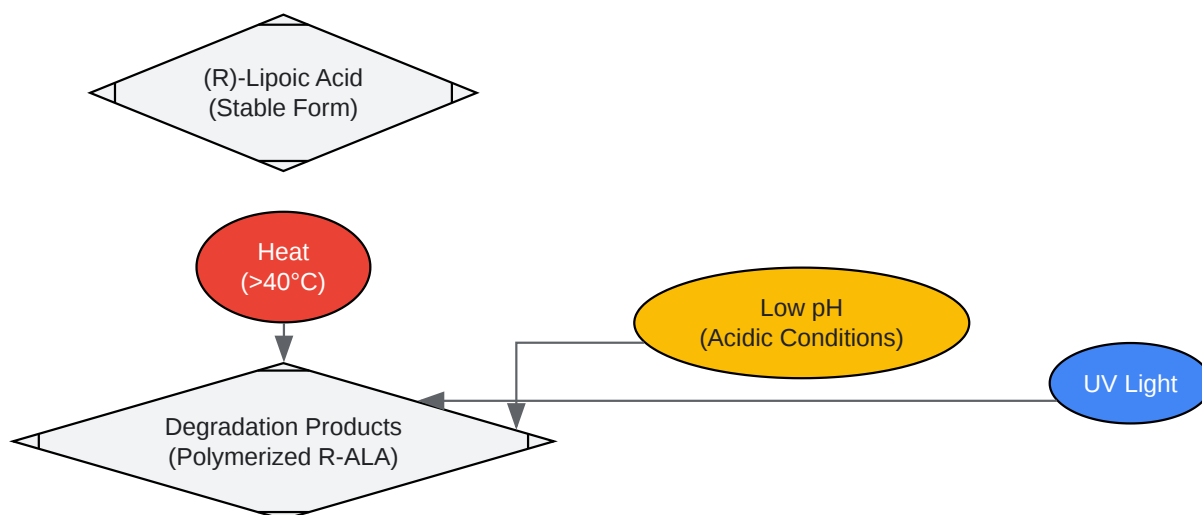 (R)-Lipoic Acid
(Stable Form)
Heat
(>40°C)
Low pH
(Acidic Conditions)
UV Light
Degradation Products
(Polymerized R-ALA)